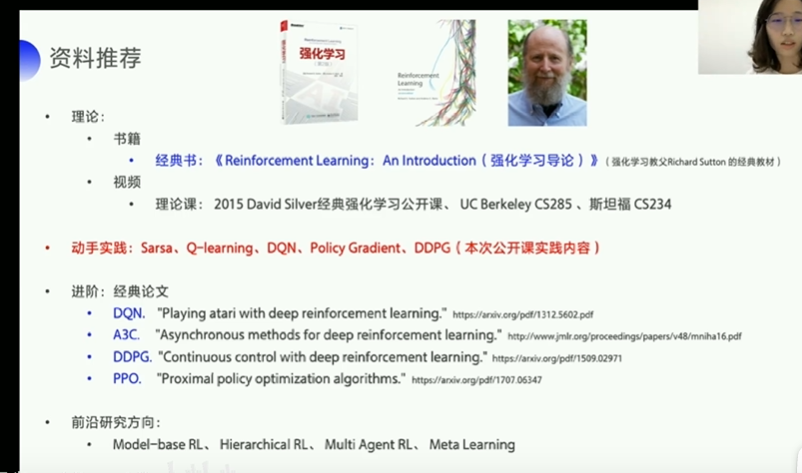 资料推荐
强化学习
Reinforcement
Learning
理论：
书籍
经典书：《Reinforcement Learning：An Introduction（强化学习导论）》（强化学习教父Richard Sutton 的经典教材）
视频
理论课： 2015 David Silver经典强化学习公开课、 UC Berkeley CS285 、斯坦福 CS234
动手实践：Sarsa、Q-learning、DQN、Policy Gradient、DDPG（本次公开课实践内容）
进阶：经典论文
DQN. "Playing atari with deep reinforcement learning." https://arxiv.org/pdf/1312.5602.pdf
A3C. "Asynchronous methods for deep reinforcement learning." http://www.jmlr.org/proceedings/papers/v48/mniha16.pdf
DDPG. "Continuous control with deep reinforcement learning." https://arxiv.org/pdf/1509.02971
PPO. "Proximal policy optimization algorithms." https://arxiv.org/pdf/1707.06347
前沿研究方向：
Model-base RL、 Hierarchical RL、 Multi Agent RL、 Meta Learning